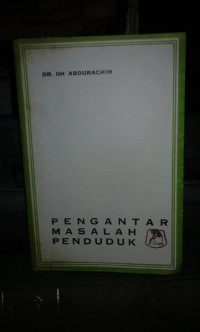 DR. IIH ABDURACHIM
PENGANTAR
MASALAH
PENDUDUK